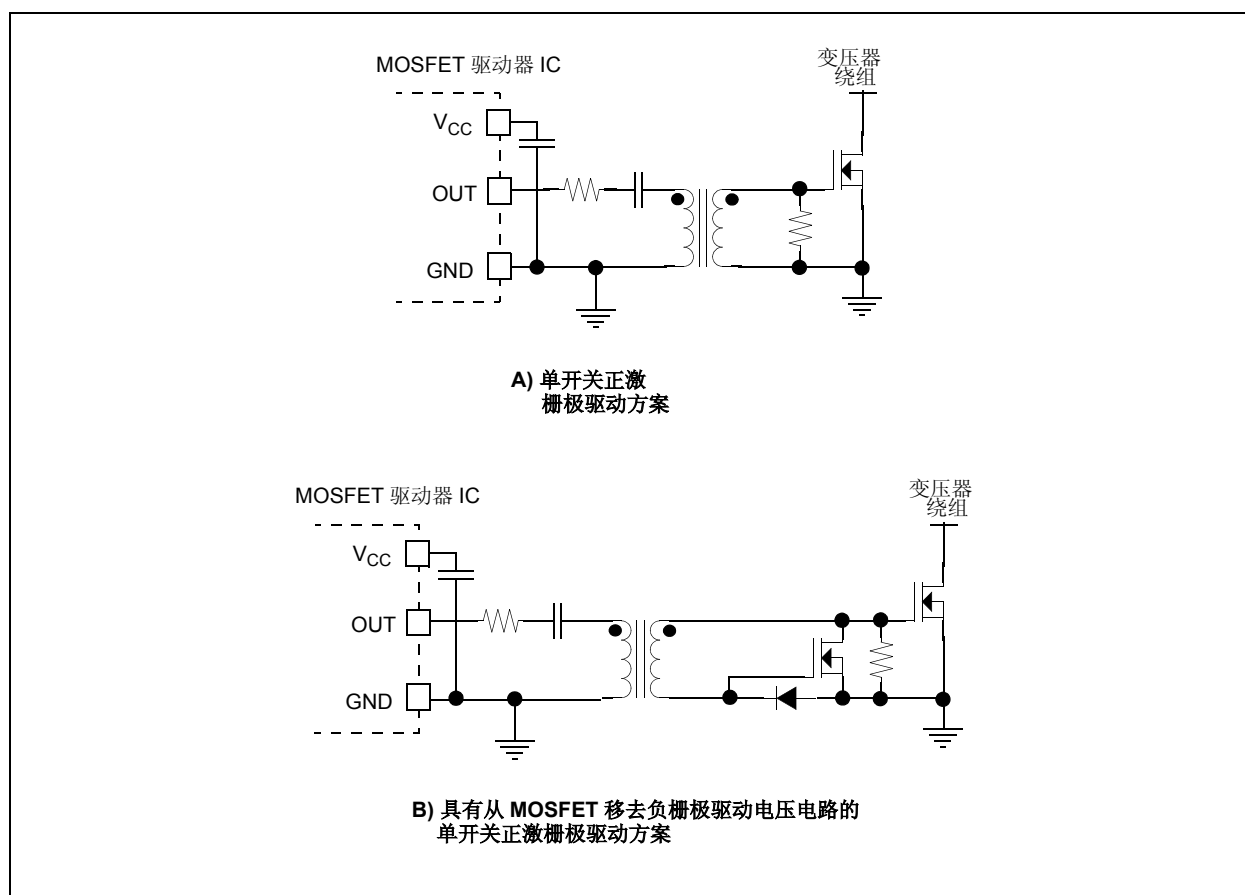 MOSFET 驱动器 IC
变压器
绕组
V_CC
OUT
GND
A) 单开关正激
栅极驱动方案
MOSFET 驱动器 IC
变压器
绕组
V_CC
OUT
GND
B) 具有从 MOSFET 移去负栅极驱动电压电路的
单开关正激栅极驱动方案